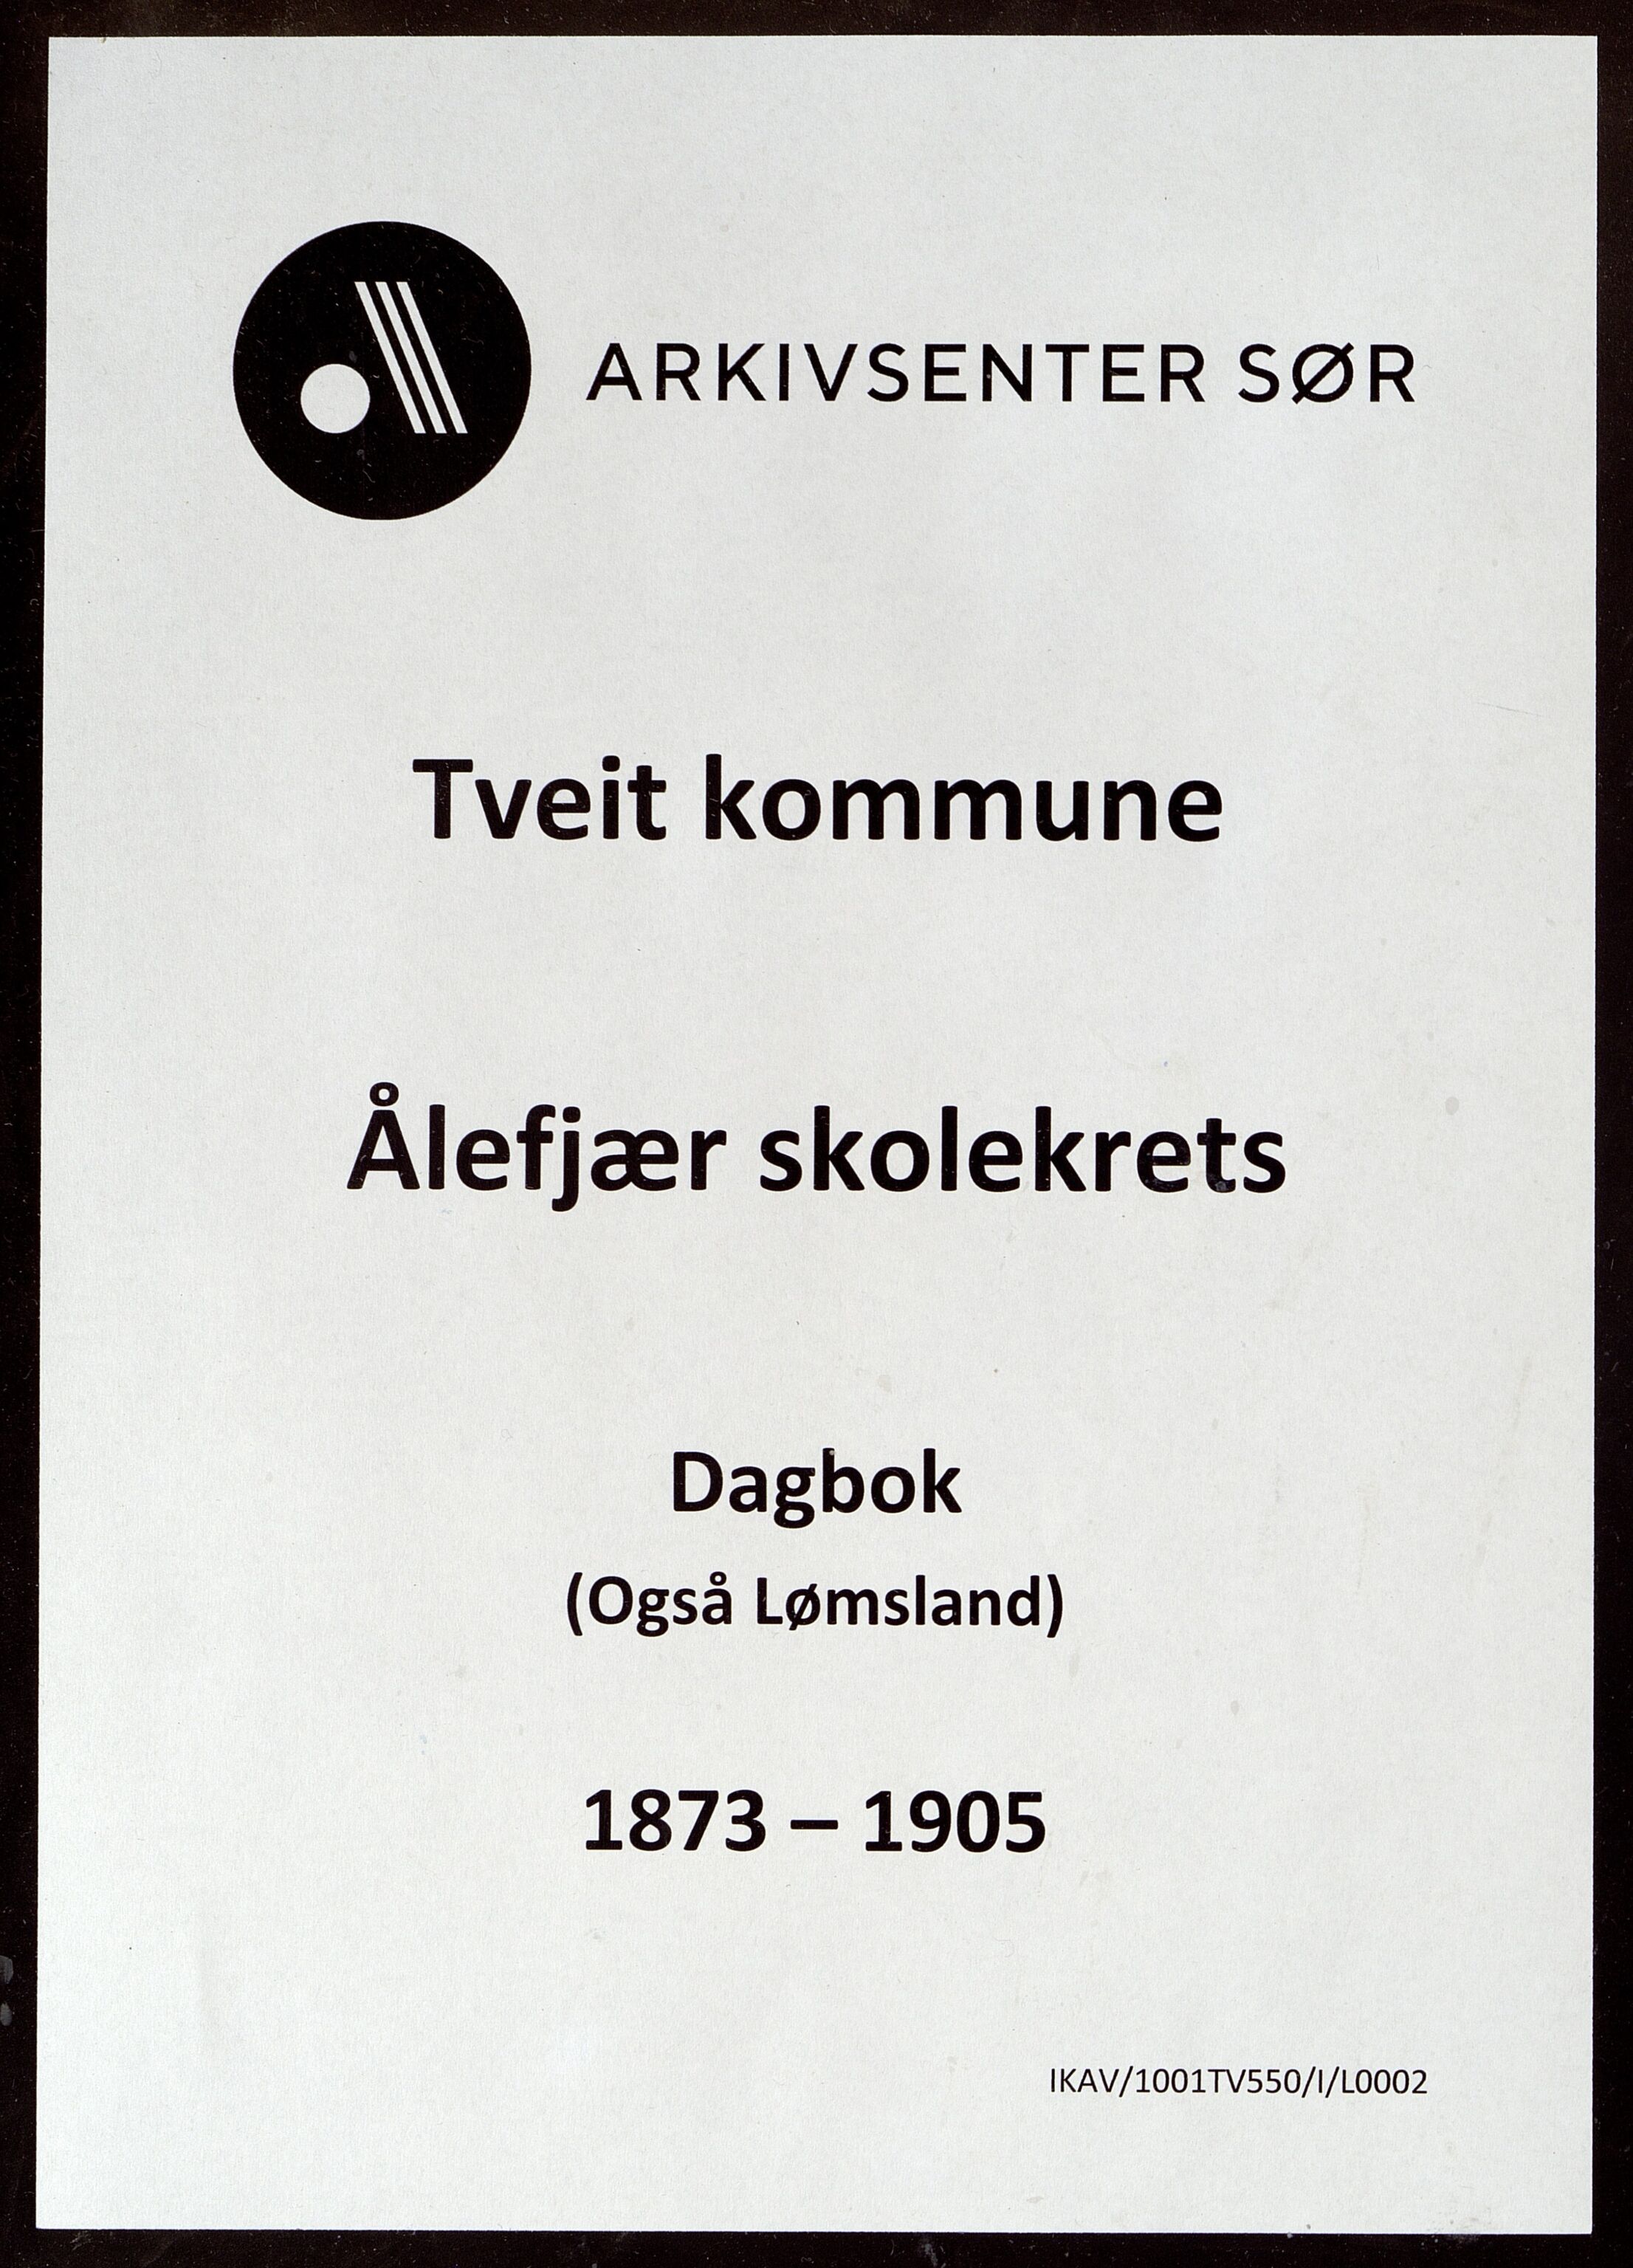 ARKIVSENTER SØR
Tveit kommune
Ålefjær skolekrets
Dagbok
(Også Lømsland)
1873 – 1905
IKAV/1001TV550/I/L0002